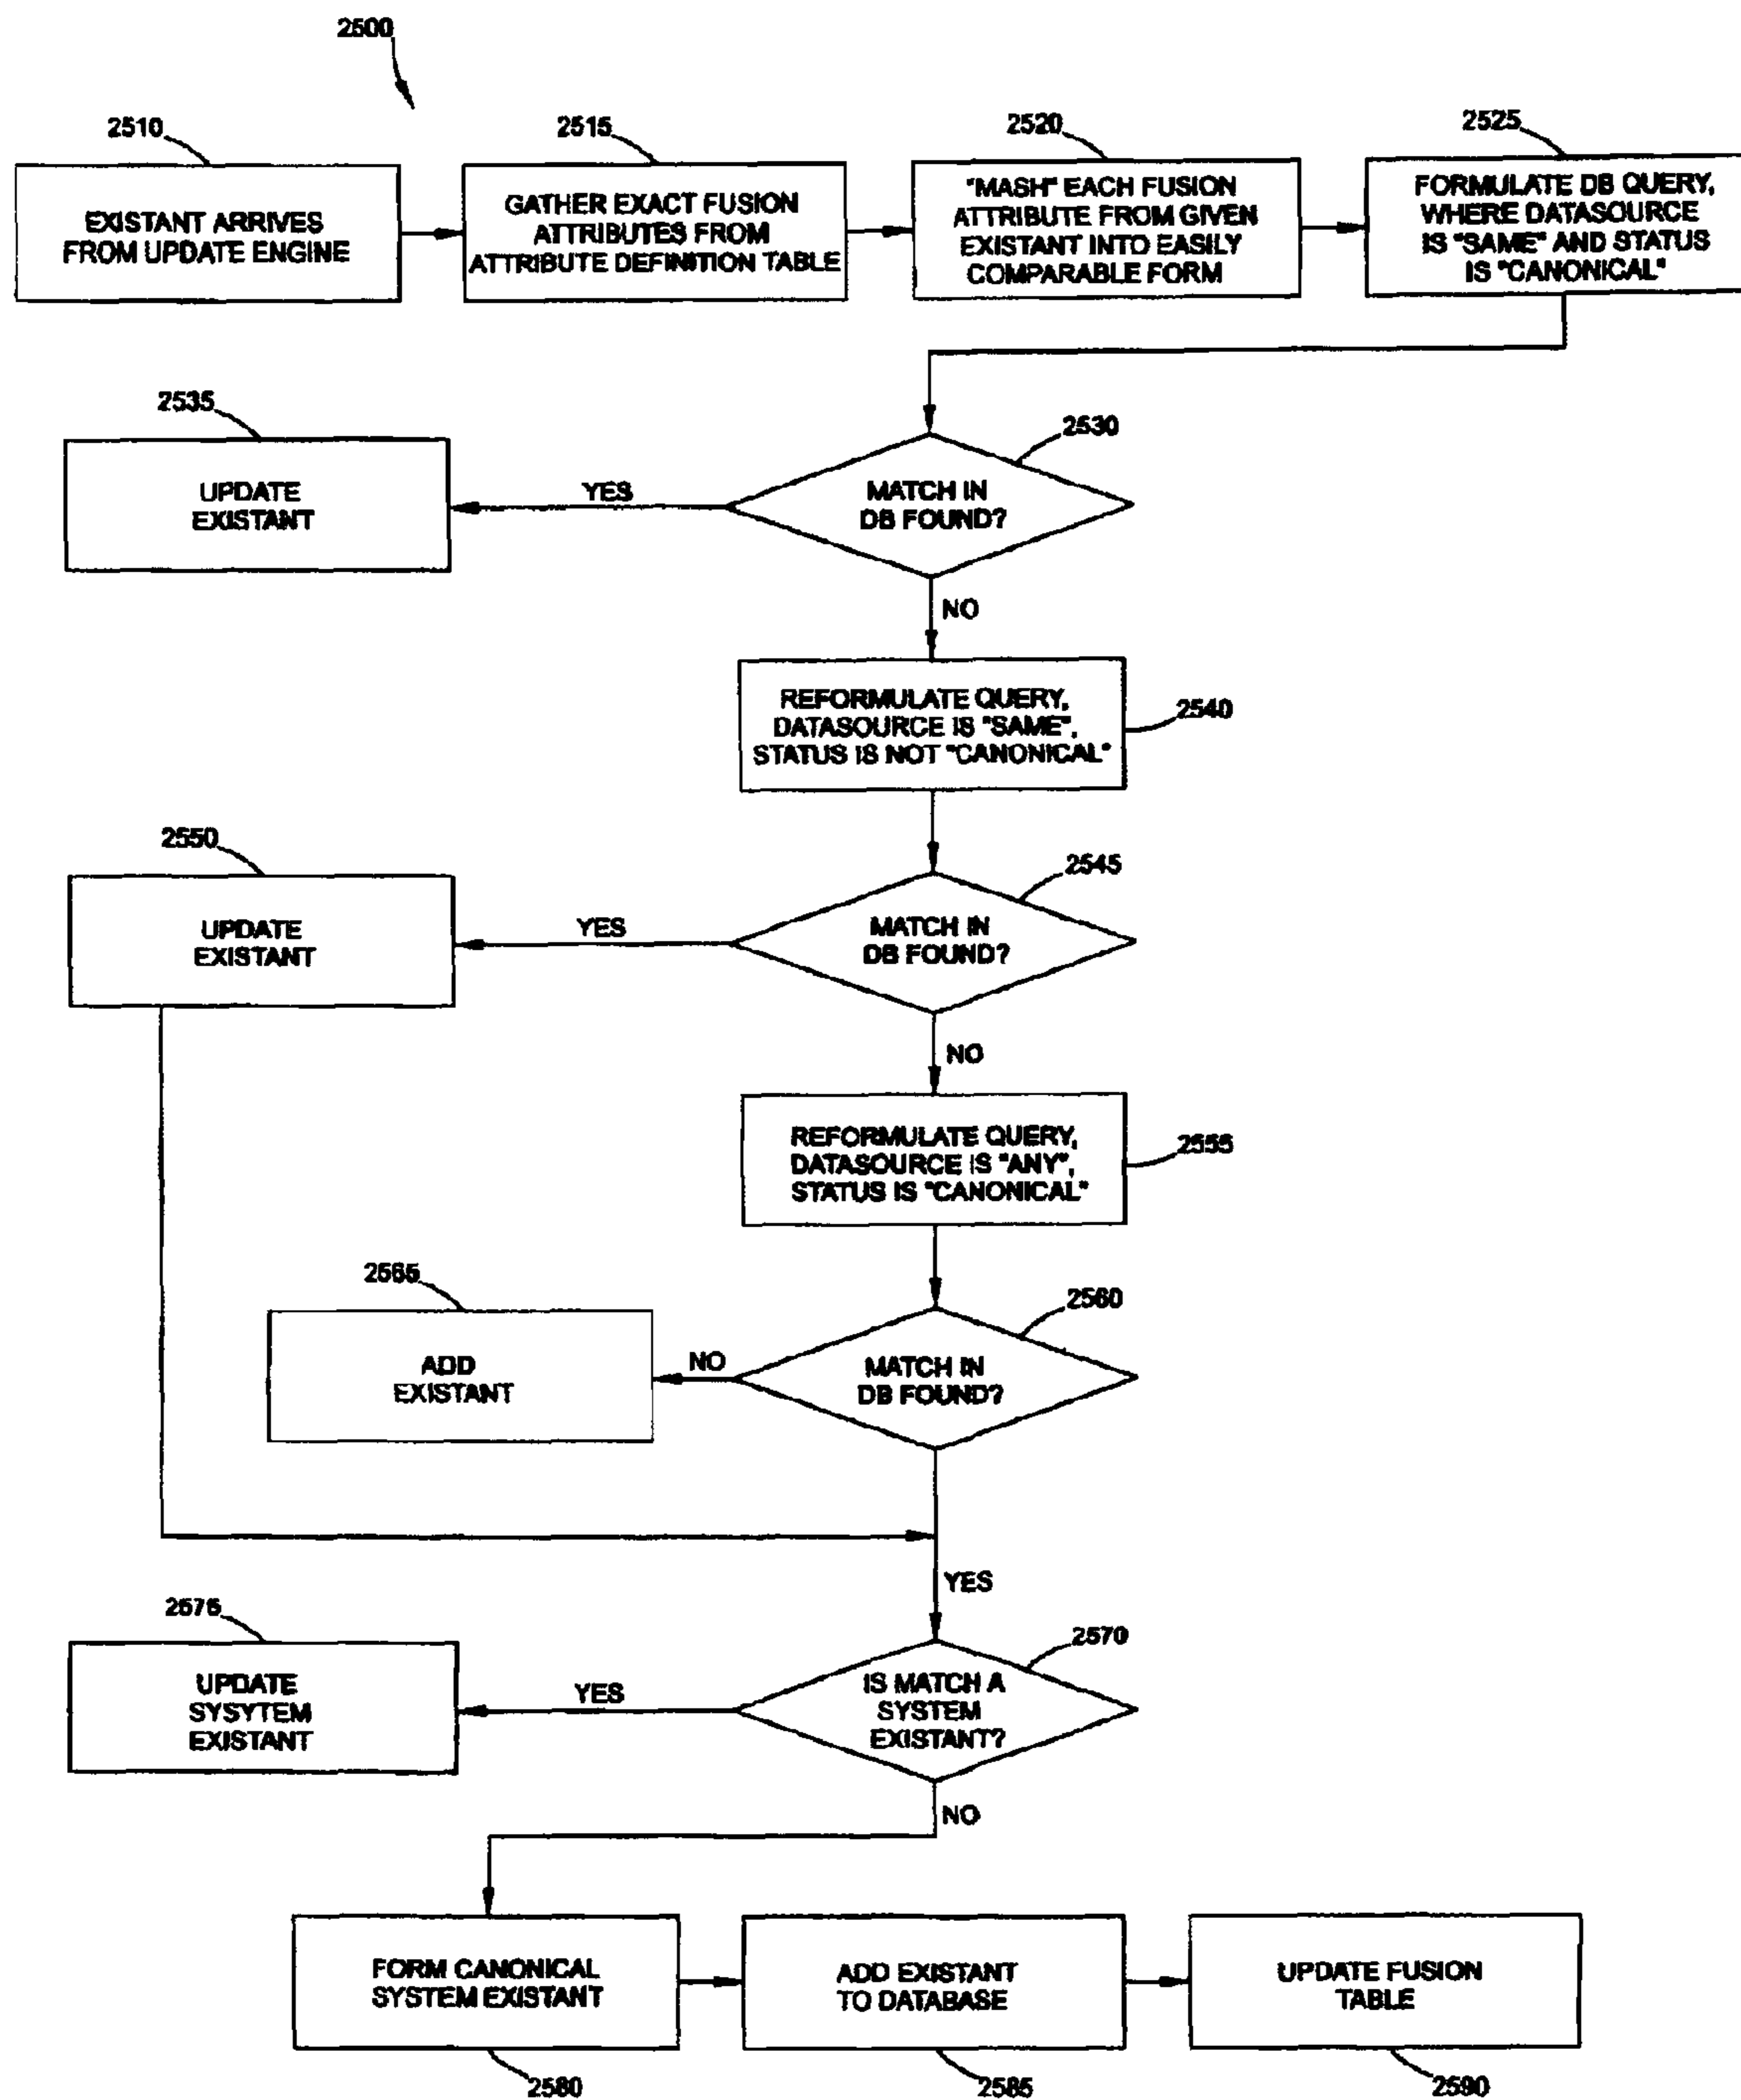 2500
2510
2515
2520
2525
EXISTANT ARRIVES
FROM UPDATE ENGINE
GATHER EXACT FUSION
ATTRIBUTES FROM
ATTRIBUTE DEFINITION TABLE
"MASH" EACH FUSION
ATTRIBUTE FROM GIVEN
EXISTANT INTO EASILY
COMPARABLE FORM
FORMULATE DB QUERY,
WHERE DATASOURCE
IS "SAME" AND STATUS
IS "CANONICAL"
2535
2530
UPDATE
EXISTANT
YES
MATCH IN
DB FOUND?
NO
REFORMULATE QUERY,
DATASOURCE IS "SAME",
STATUS IS NOT "CANONICAL"
2540
2550
2545
UPDATE
EXISTANT
YES
MATCH IN
DB FOUND?
NO
REFORMULATE QUERY,
DATASOURCE IS "ANY",
STATUS IS "CANONICAL"
2555
2565
2560
ADD
EXISTANT
NO
MATCH IN
DB FOUND?
YES
2575
2570
UPDATE
SYSYTEM
EXISTANT
YES
IS MATCH A
SYSTEM
EXISTANT?
NO
FORM CANONICAL
SYSTEM EXISTANT
ADD EXISTANT
TO DATABASE
UPDATE FUSION
TABLE
2580
2585
2590